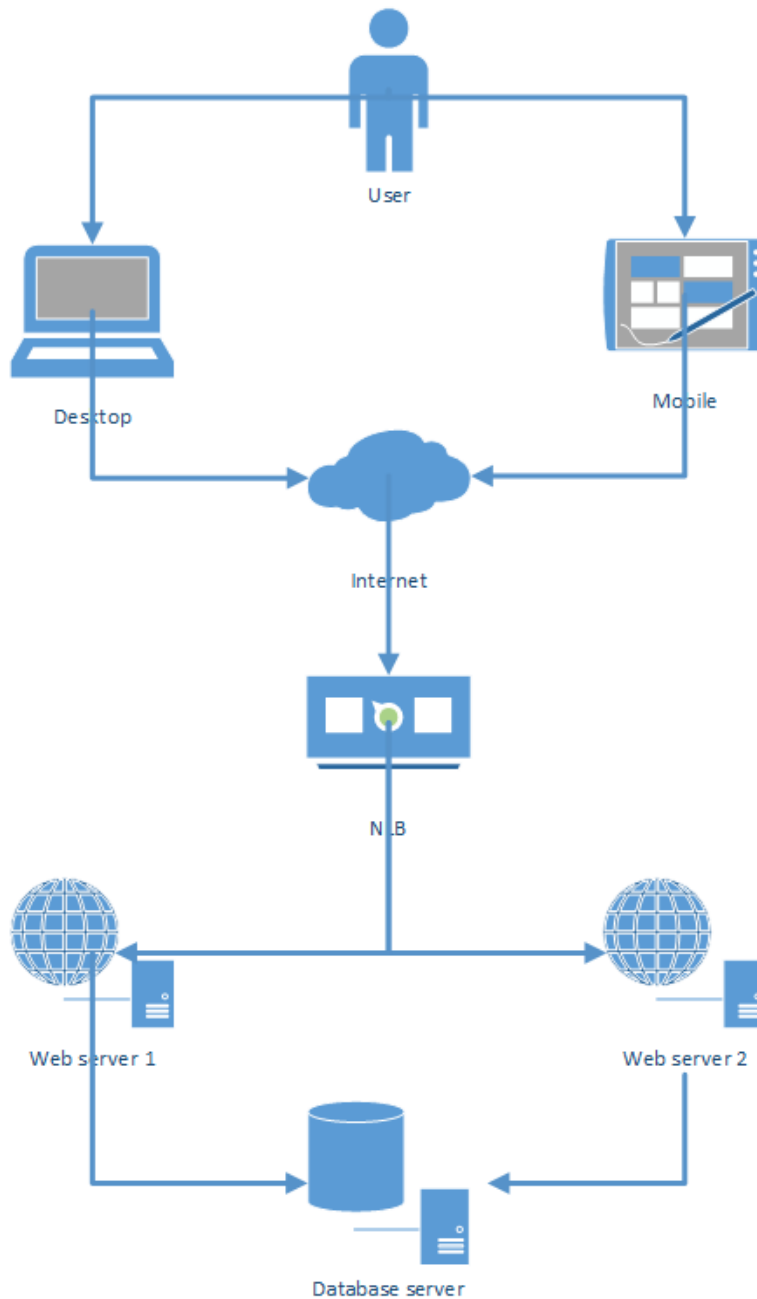 User
Desktop
Mobile
Internet
NLB
Web server 1
Web server 2
Database server